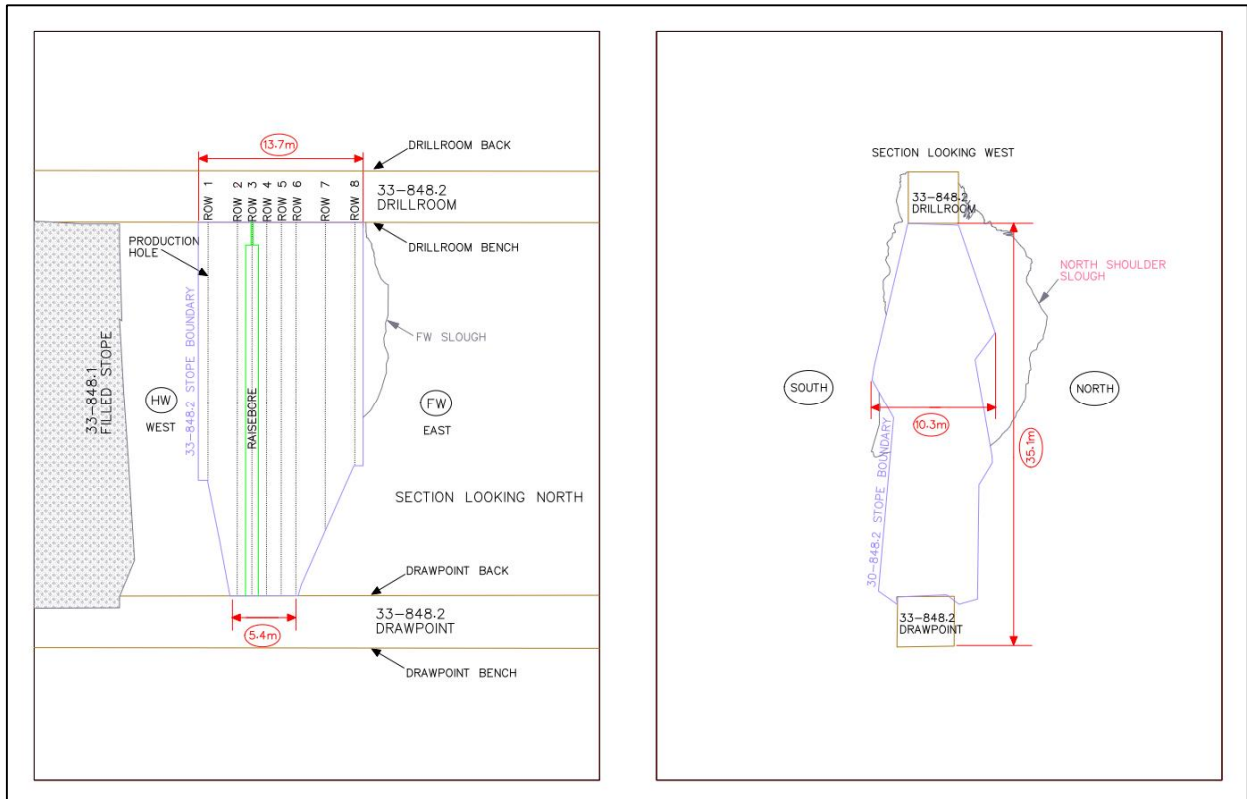 13.7m
DRILLROOM BACK
ROW 1
ROW 2
ROW 3
ROW 4
ROW 5
ROW 6
ROW 7
ROW 8
33-848.2
DRILLROOM
DRILLROOM BENCH
PRODUCTION
HOLE
33-848.2 STOPE BOUNDARY
FW SLOUGH
33-848.1
FILLED STOPE
HW
WEST
RAISEBORE
FW
EAST
SECTION LOOKING NORTH
DRAWPOINT BACK
33-848.2
DRAWPOINT
5.4m
DRAWPOINT BENCH
SECTION LOOKING WEST
33-848.2
DRILLROOM
NORTH SHOULDER
SLOUGH
SOUTH
NORTH
10.3m
35.1m
30-848.2 STOPE BOUNDARY
33-848.2
DRAWPOINT